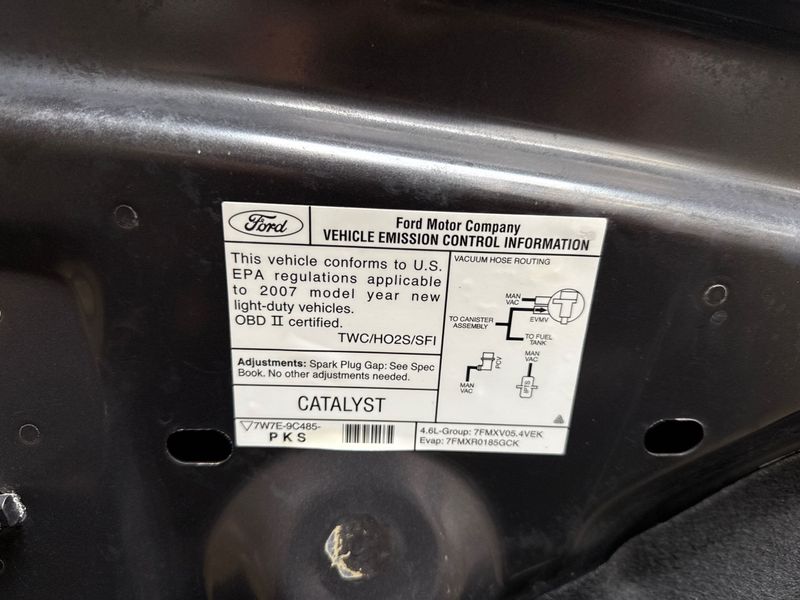 Ford
Ford Motor Company
VEHICLE EMISSION CONTROL INFORMATION
This vehicle conforms to U.S.
EPA regulations applicable
to 2007 model year new
light-duty vehicles.
OBD II certified.
TWC/HO2S/SFI
Adjustments: Spark Plug Gap: See Spec
Book. No other adjustments needed.
CATALYST
7W7E-9C485-
P K S
VACUUM HOSE ROUTING
MAN
VAC
EVMV
TO CANISTER
ASSEMBLY
TO FUEL
TANK
PCV
MAN
VAC
MAN
VAC
IPTS
4.6L-Group: 7FMXV05.4VEK
Evap: 7FMXR0185GCK